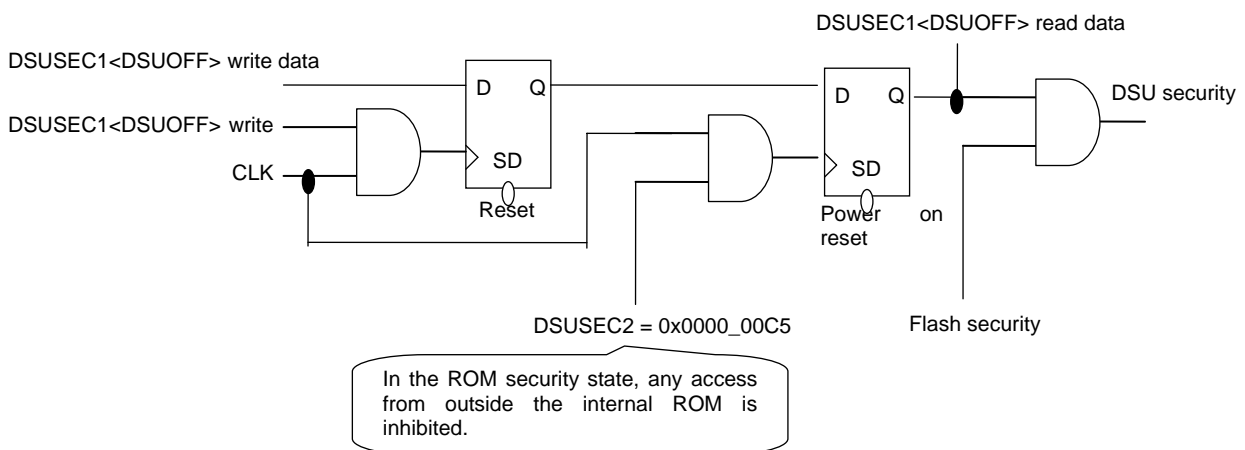 DSUSEC1<DSUOFF> read data
DSUSEC1<DSUOFF> write data
D Q
D Q
DSU security
DSUSEC1<DSUOFF> write
CLK
SD
SD
Reset
Power on
reset
DSUSEC2 = 0x0000_00C5
Flash security
In the ROM security state, any access
from outside the internal ROM is
inhibited.